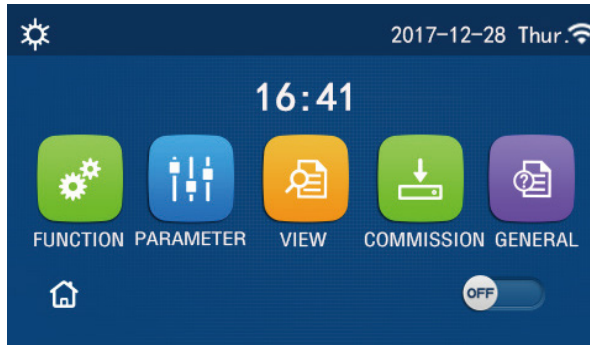 2017-12-28 Thur.
16:41
FUNCTION PARAMETER VIEW COMMISSION GENERAL
OFF